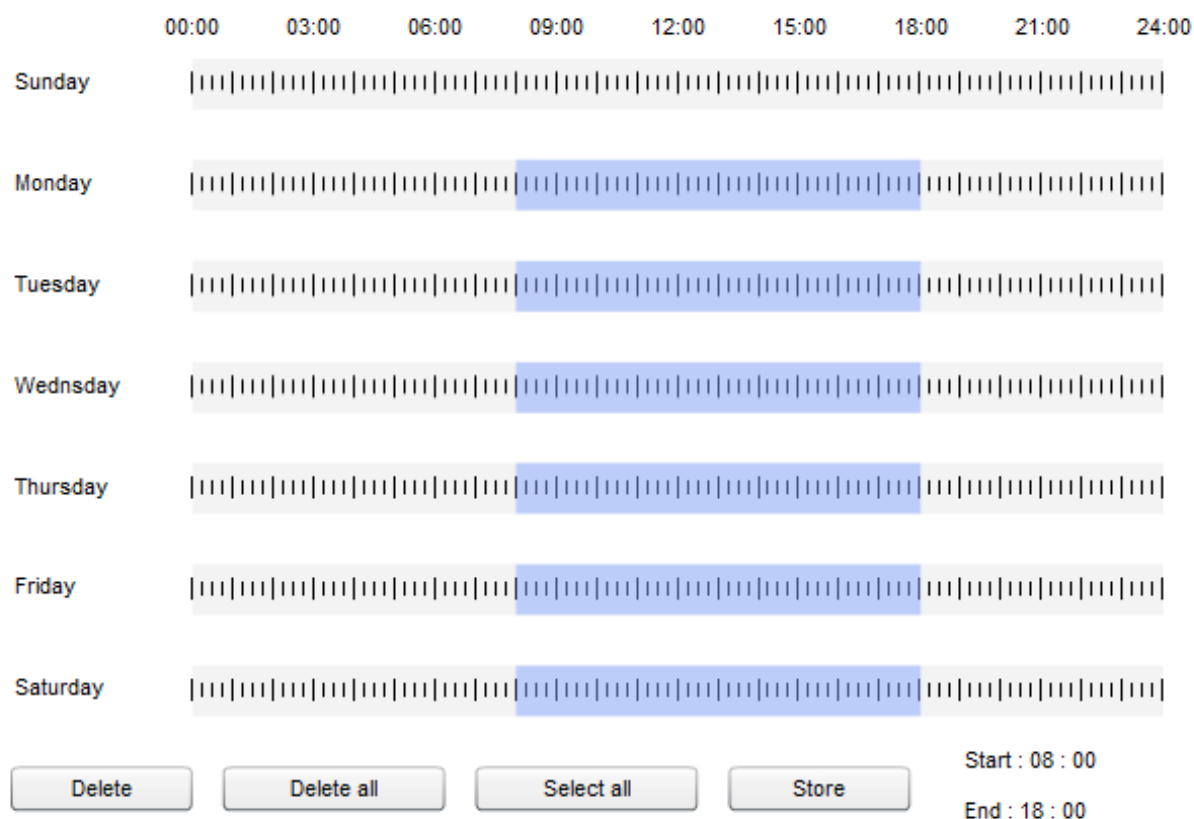 00:00 03:00 06:00 09:00 12:00 15:00 18:00 21:00 24:00
Sunday
Monday
Tuesday
Wednsday
Thursday
Friday
Saturday
Delete Delete all Select all Store
Start : 08 : 00
End : 18 : 00